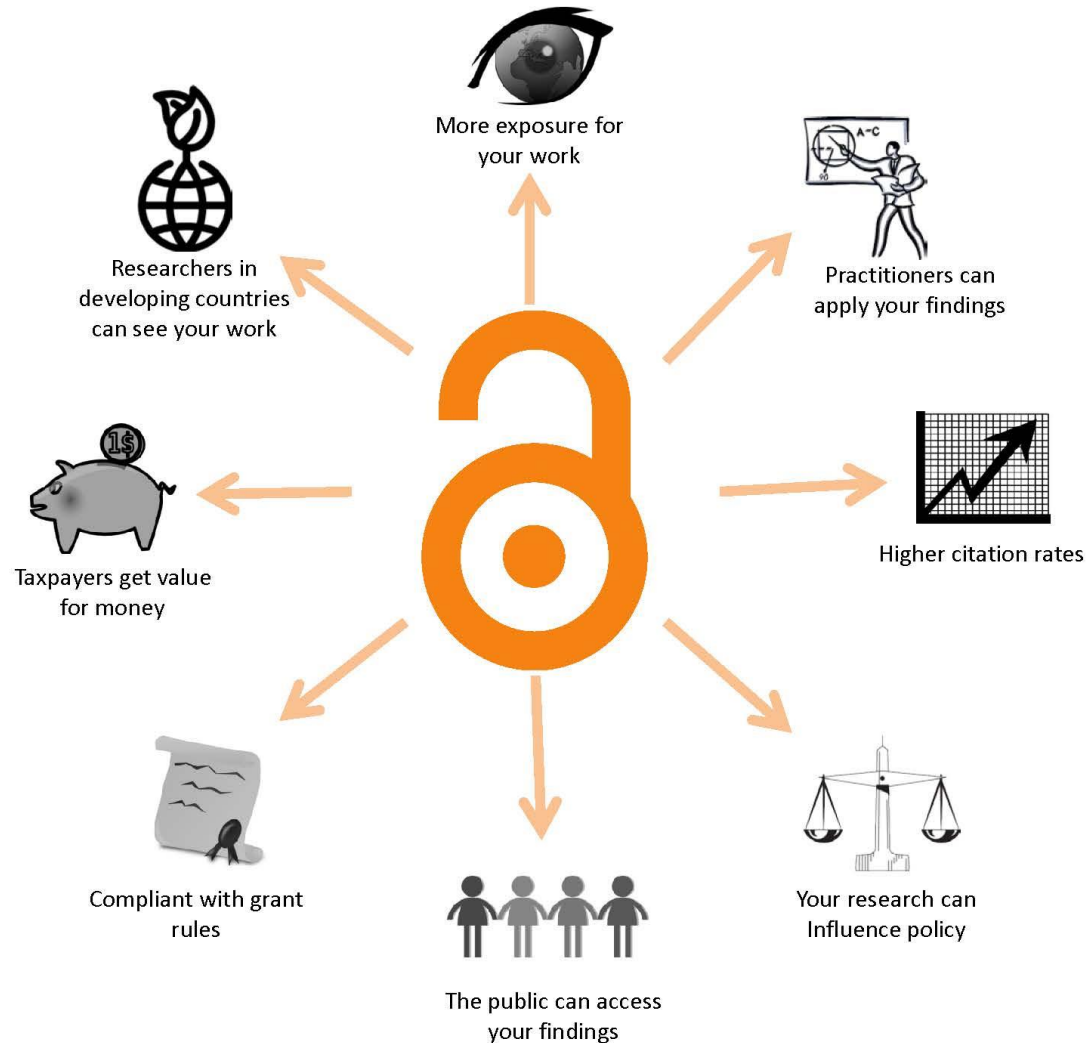 More exposure for
your work
A-C
90
Practitioners can
apply your findings
Higher citation rates
Your research can
Influence policy
The public can access
your findings
Compliant with grant
rules
1$
Taxpayers get value
for money
Researchers in
developing countries
can see your work